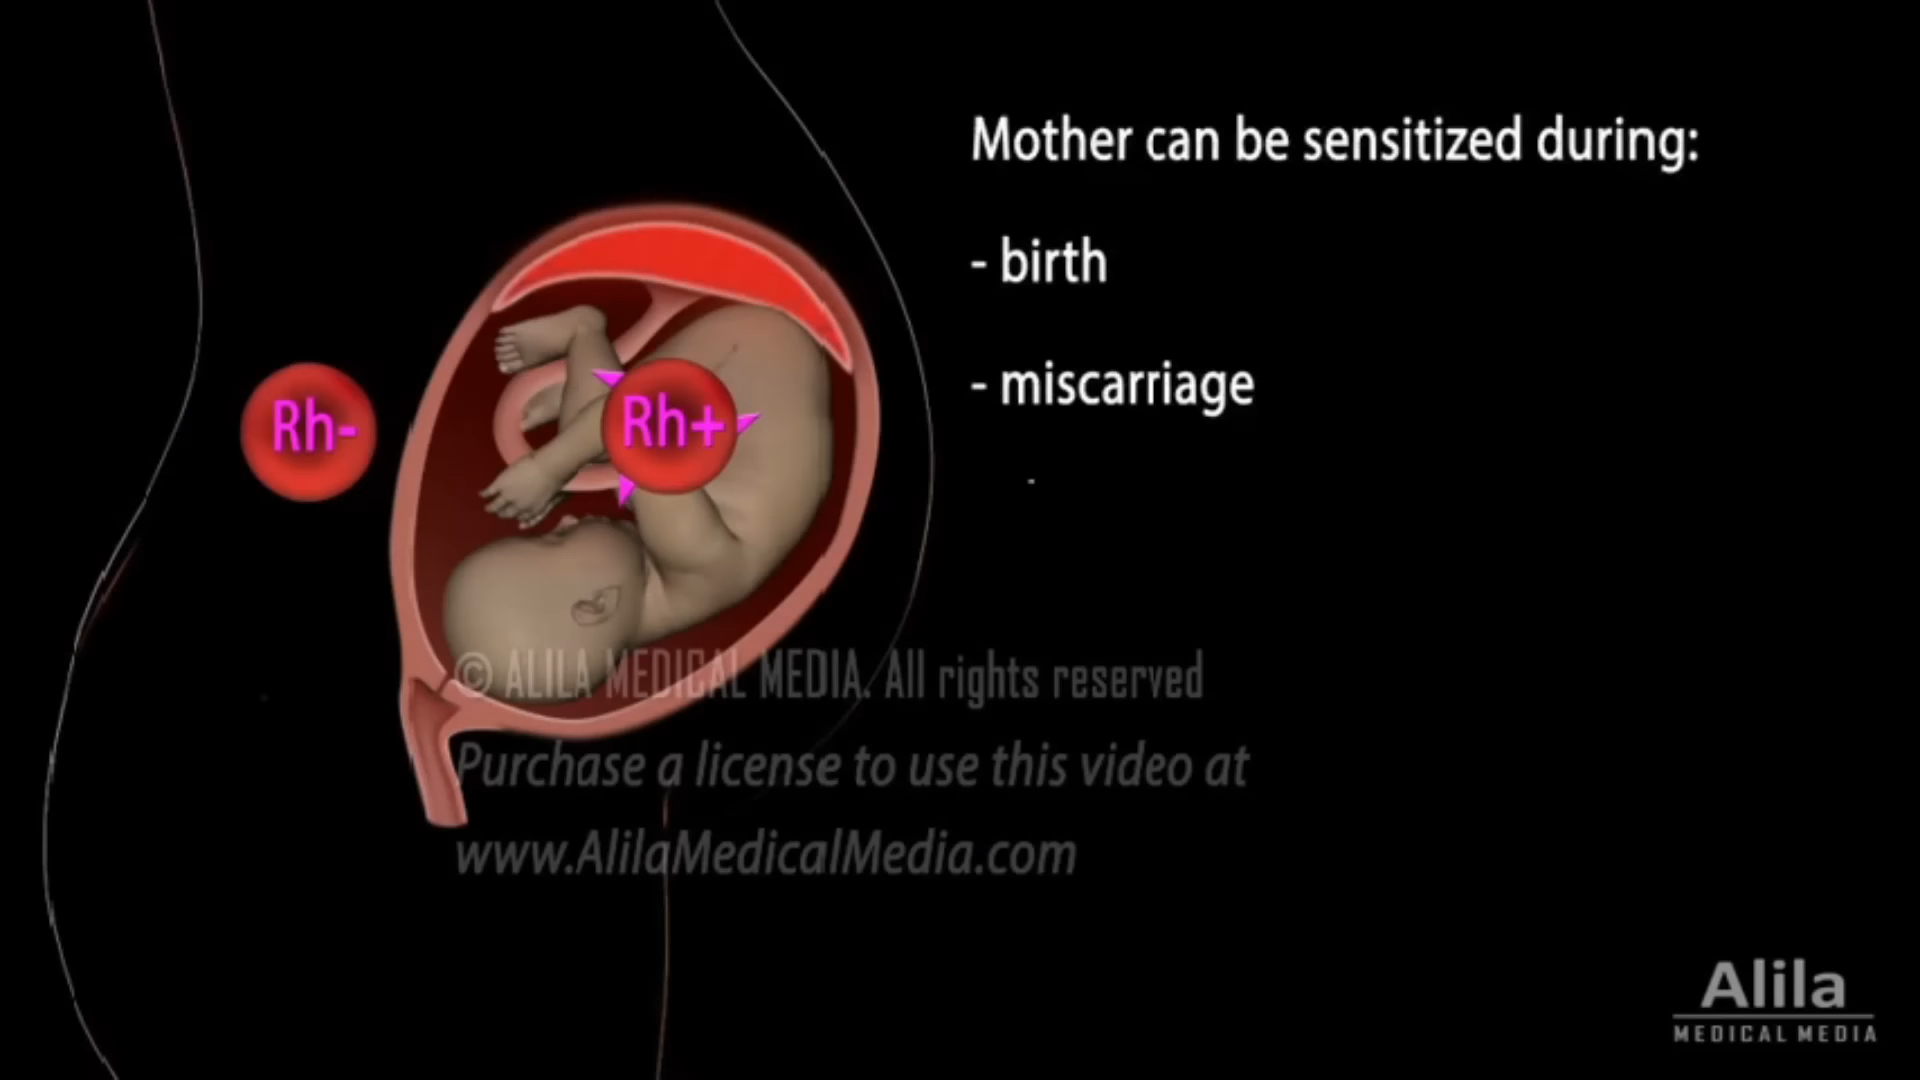 Mother can be sensitized during:
- birth
- miscarriage
-
Rh-
Rh+
© ALILA MEDICAL MEDIA. All rights reserved
Purchase a license to use this video at
www.AlilaMedicalMedia.com
Alila
MEDICAL MEDIA